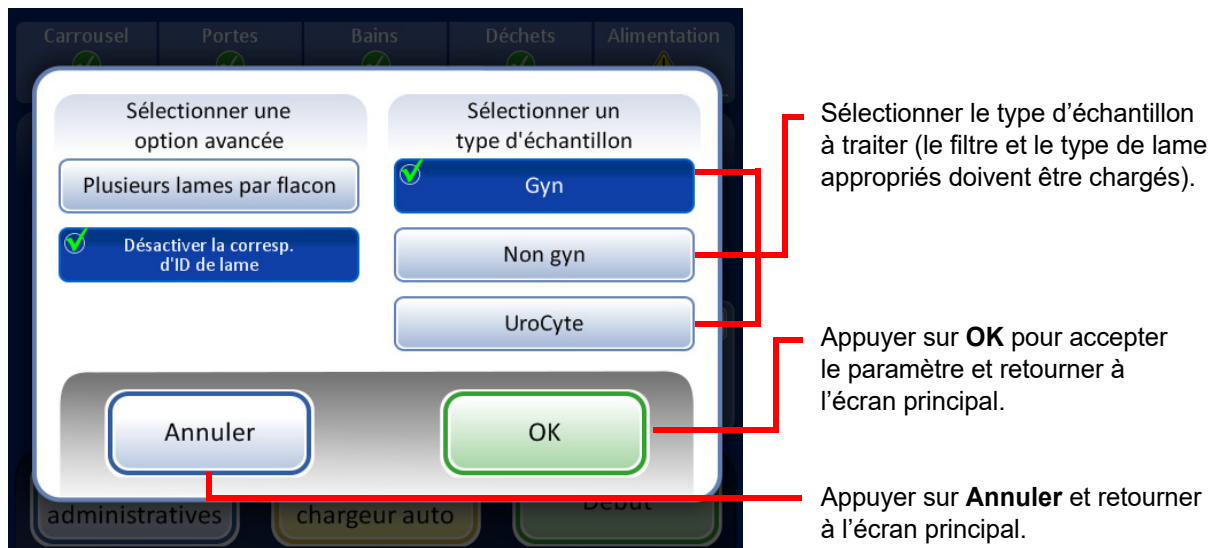 Carrousel
Portes
Bains
Déchets
Alimentation
Sélectionner une
option avancée
Plusieurs lames par flacon
Désactiver la corresp.
d'ID de lame
Sélectionner un
type d'échantillon
Gyn
Non gyn
UroCyte
Annuler
OK
administratives
chargeur auto
Début
Sélectionner le type d’échantillon
à traiter (le filtre et le type de lame
appropriés doivent être chargés).
Appuyer sur OK pour accepter
le paramètre et retourner à
l’écran principal.
Appuyer sur Annuler et retourner
à l’écran principal.